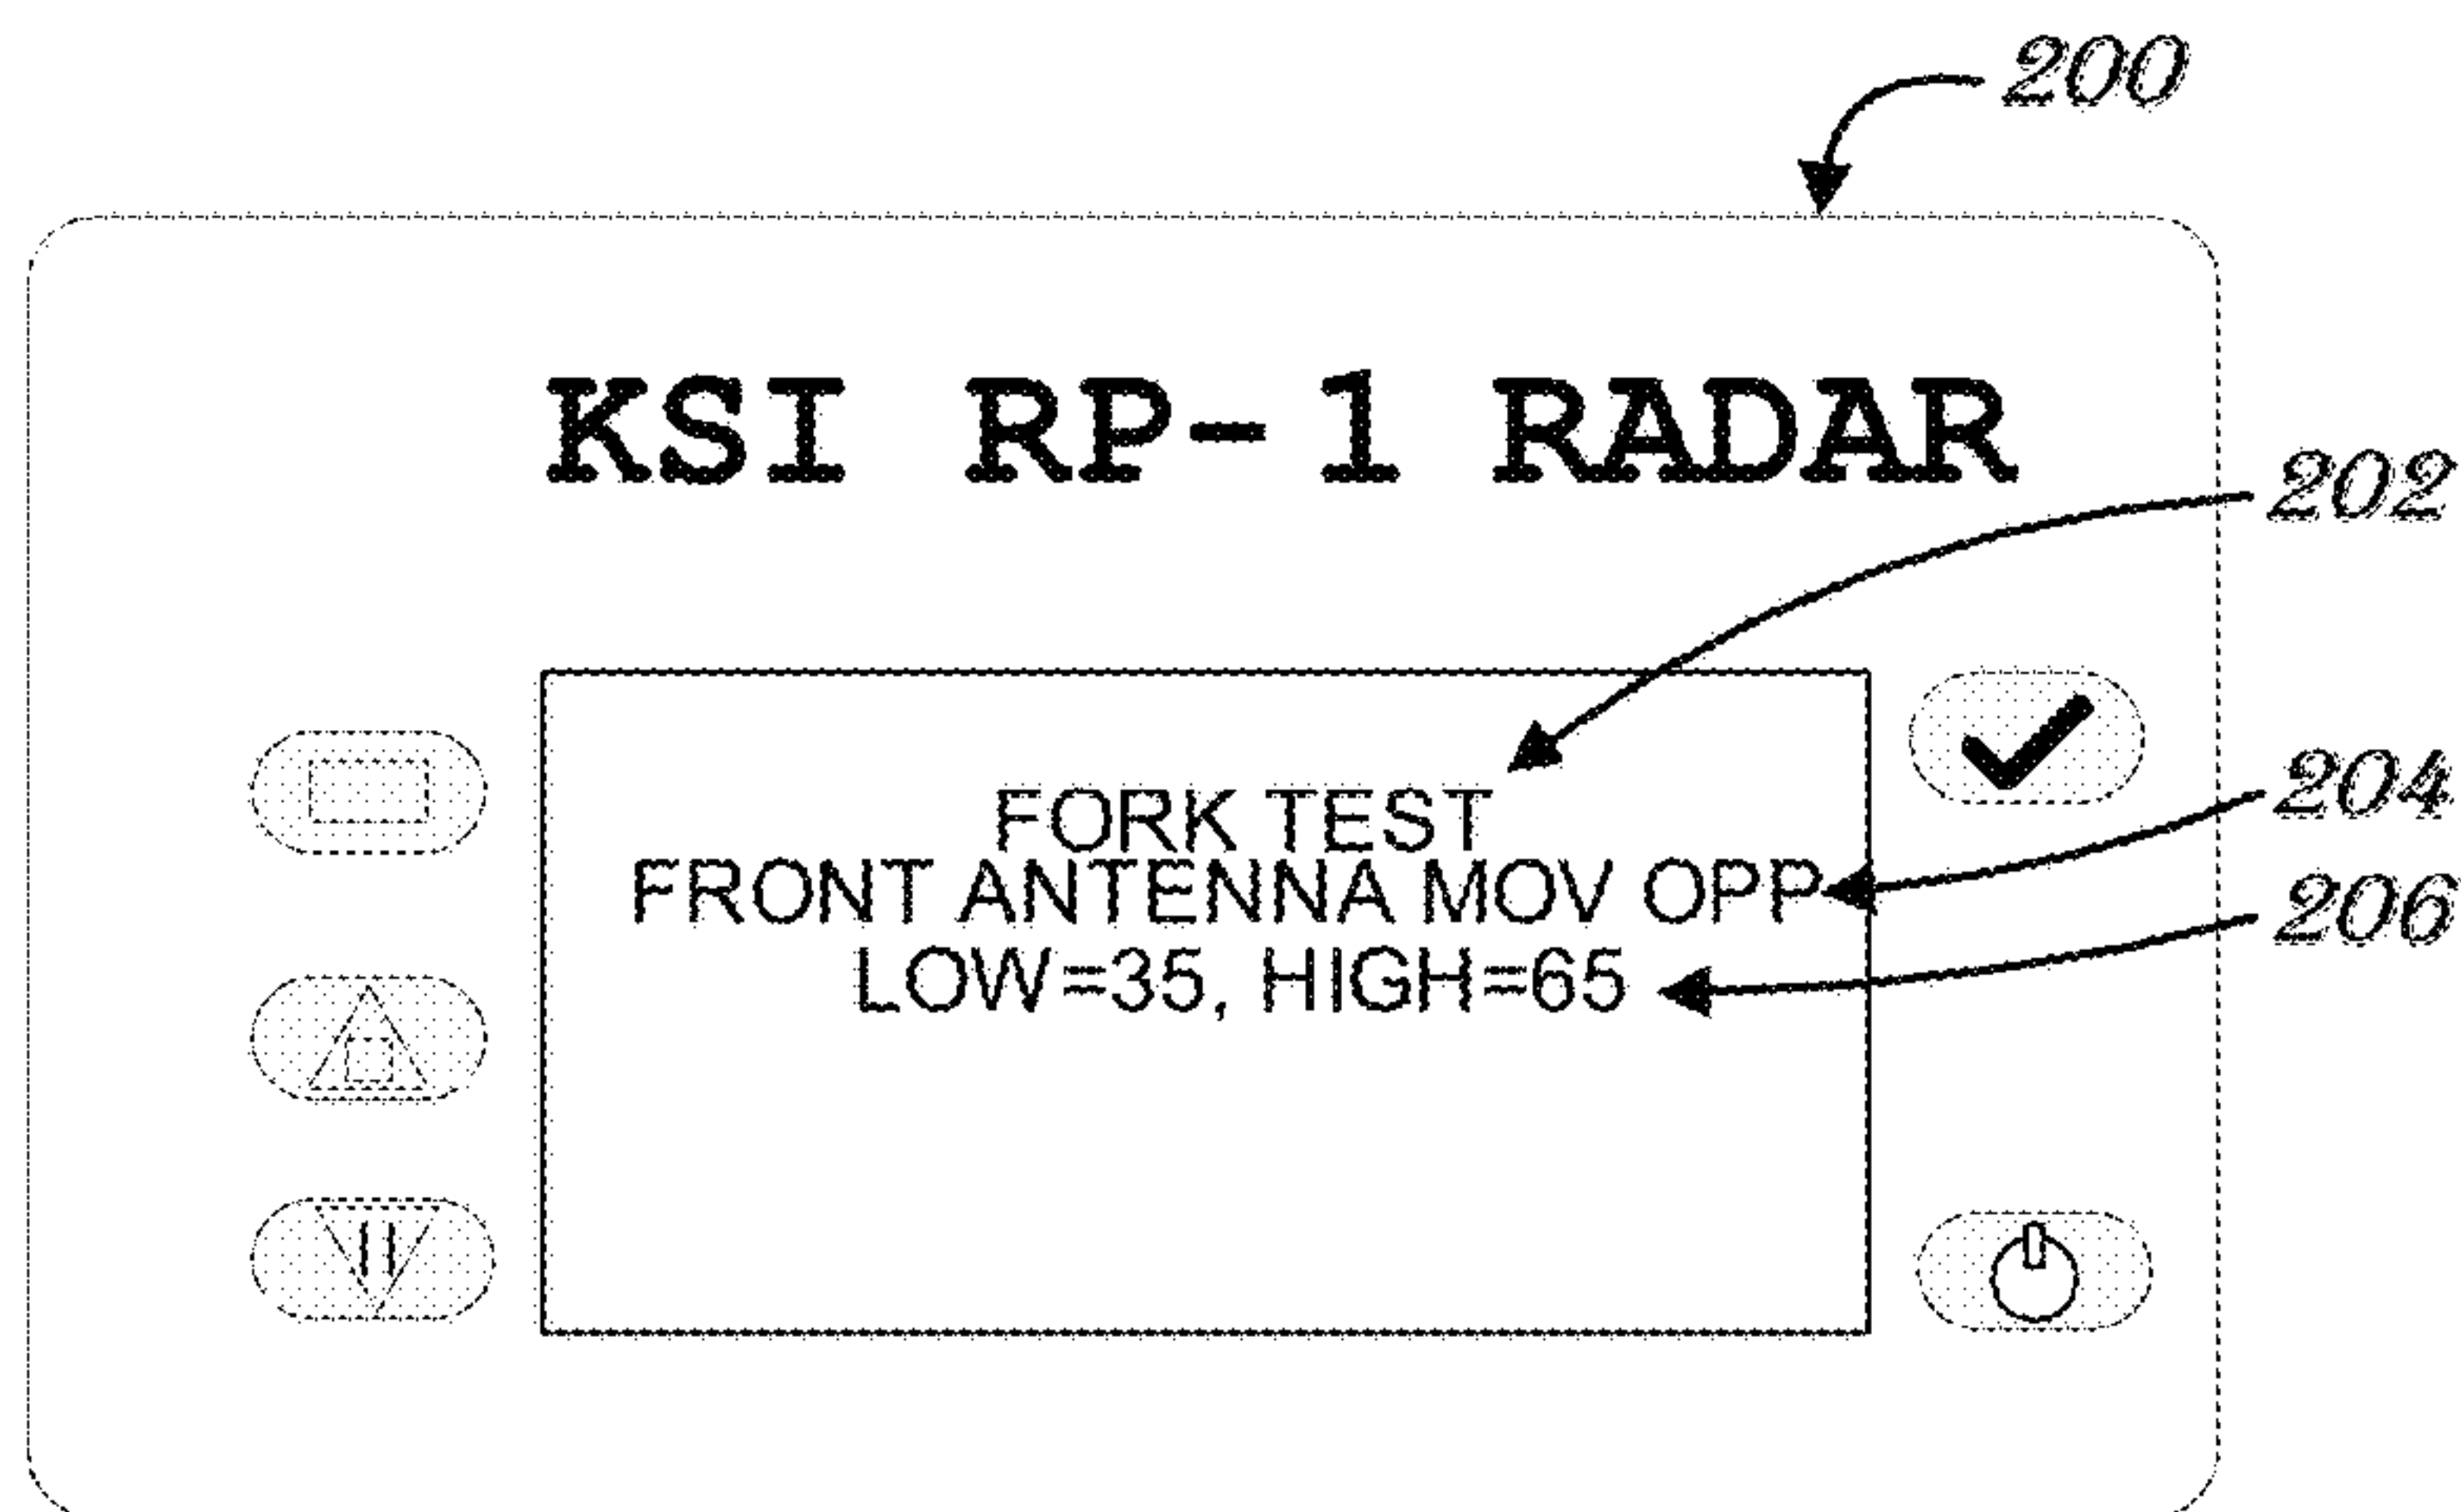 200
KSI RP-1 RADAR
202
FORK TEST
204
FRONT ANTENNA MOV OPP
206
LOW=35, HIGH=65